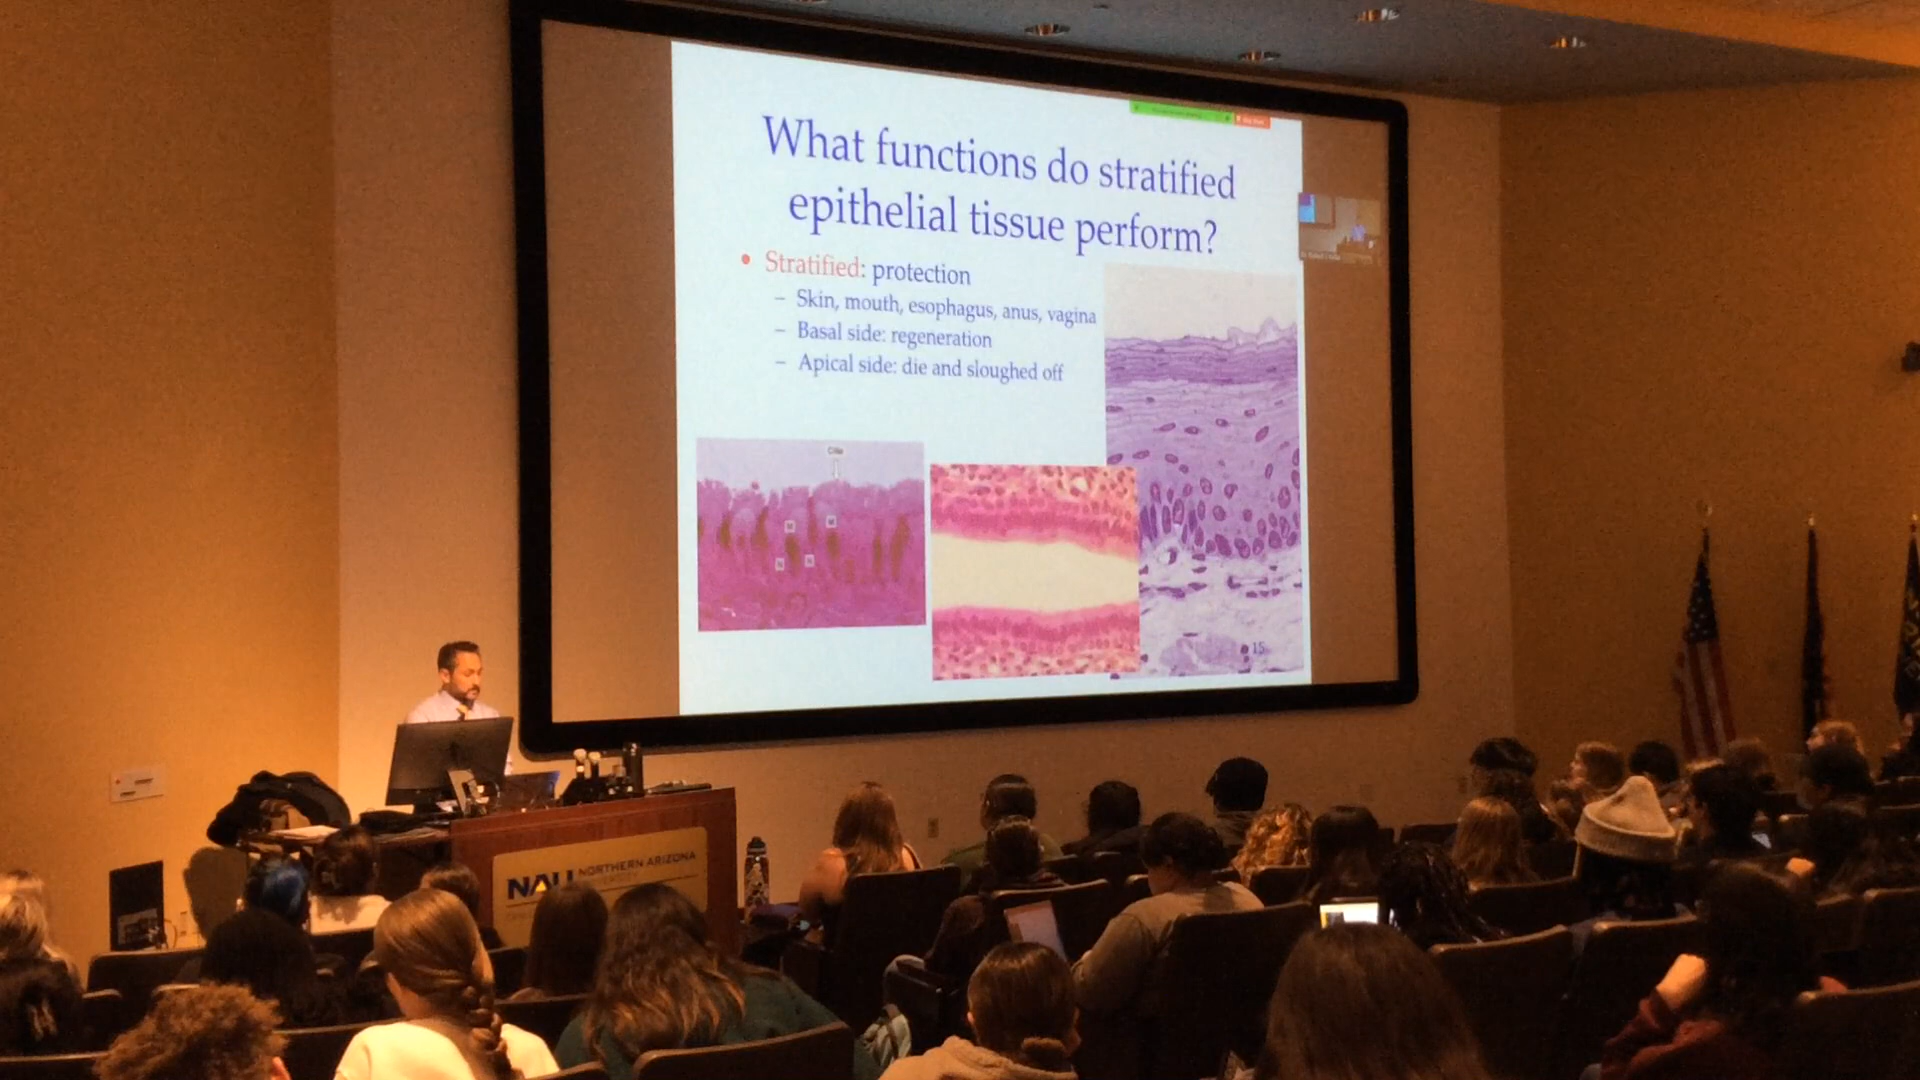 What functions do stratified
epithelial tissue perform?
• Stratified: protection
– Skin, mouth, esophagus, anus, vagina
– Basal side: regeneration
– Apical side: die and sloughed off
Cilia
M
M
N
N
15
NAU NORTHERN ARIZONA
UNIVERSITY